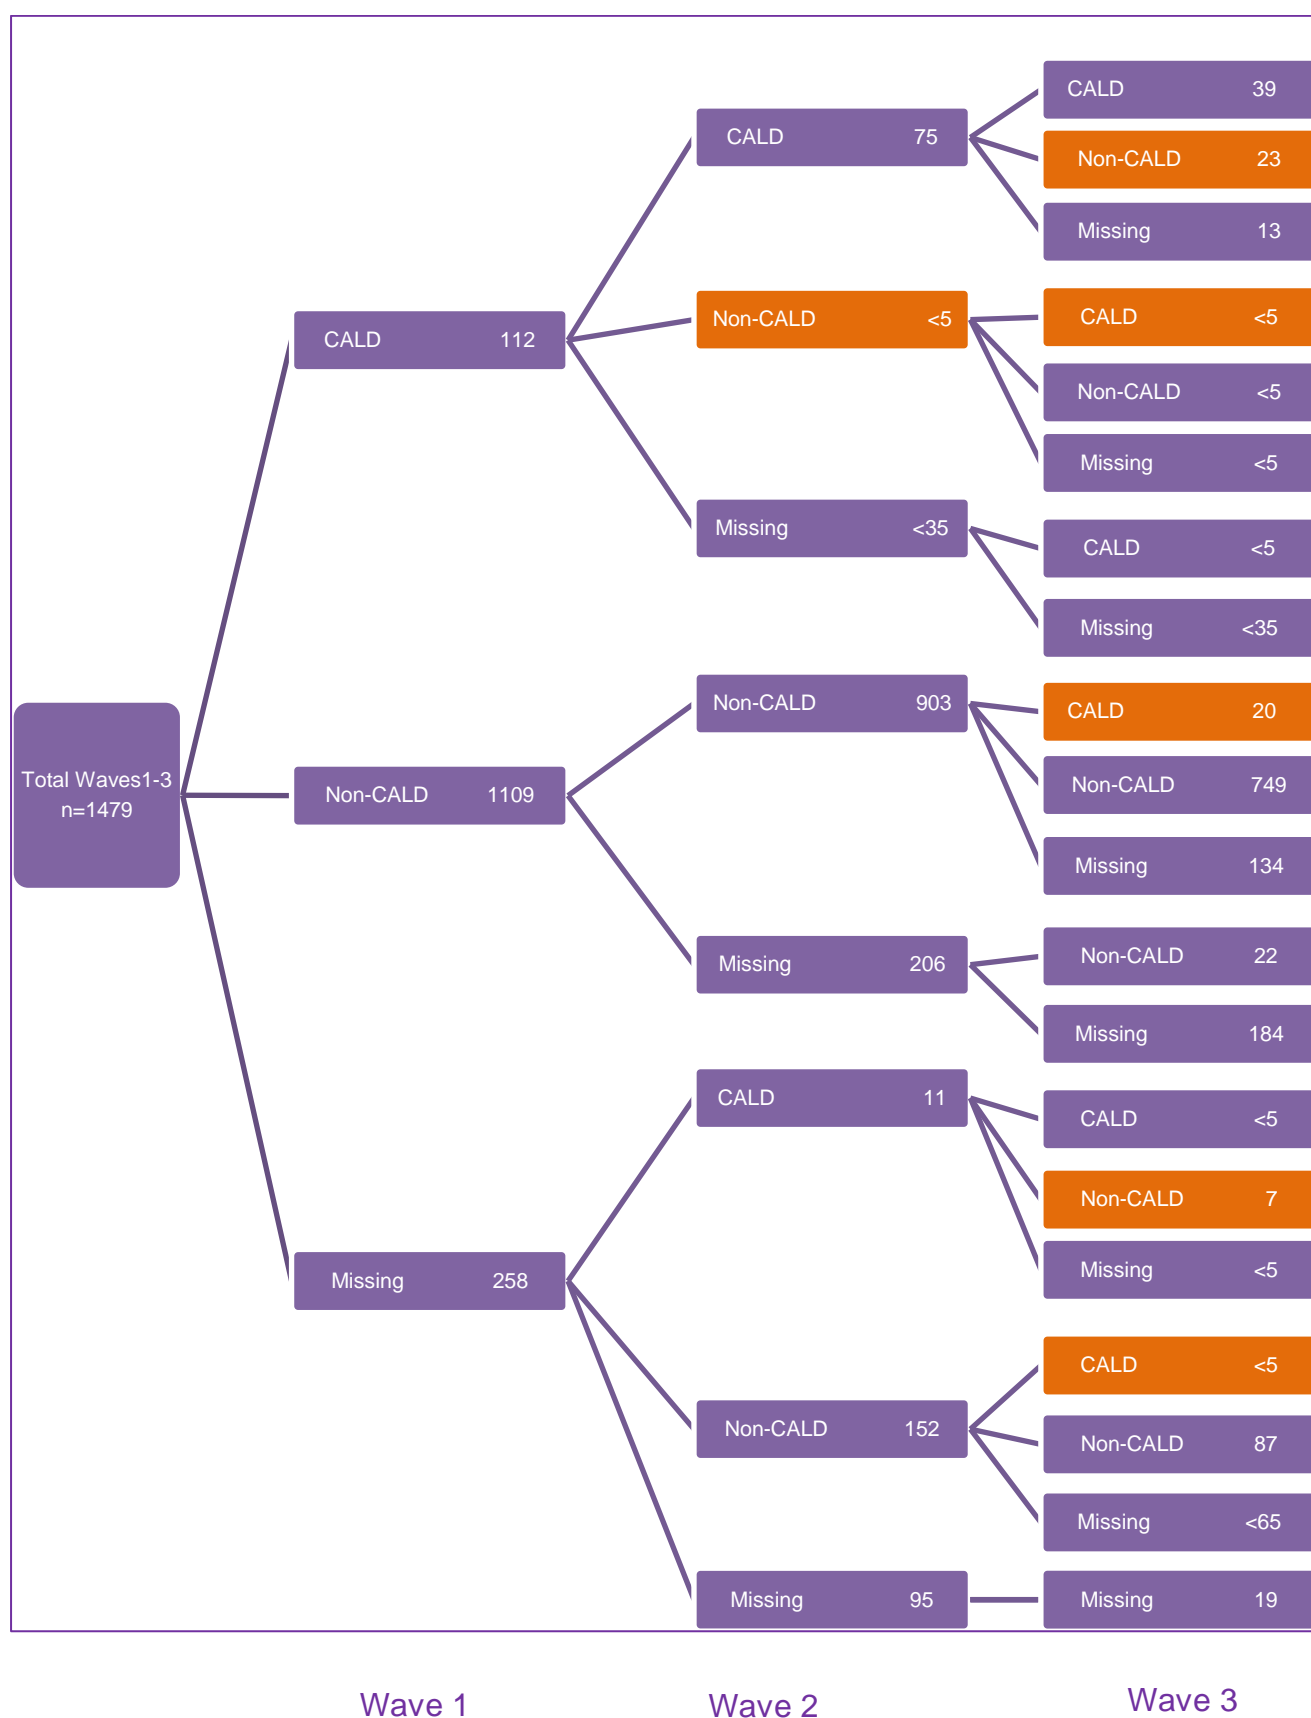 Total Waves1-3
n=1479
CALD 112
Non-CALD 1109
Missing 258
CALD 75
Non-CALD <5
Missing <35
Non-CALD 903
Missing 206
CALD 11
Non-CALD 152
Missing 95
CALD 39
Non-CALD 23
Missing 13
CALD <5
Non-CALD <5
Missing <5
CALD <5
Missing <35
CALD 20
Non-CALD 749
Missing 134
Non-CALD 22
Missing 184
CALD <5
Non-CALD 7
Missing <5
CALD <5
Non-CALD 87
Missing <65
Missing 19
Wave 1
Wave 2
Wave 3